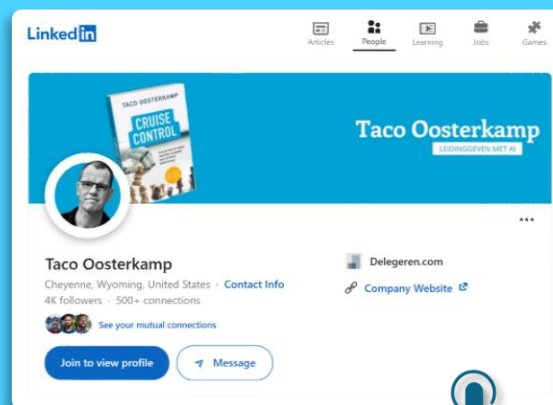 Linked in
Articles
People
Learning
Jobs
Games
TACO OOSTERKAMP
CRUISE
CONTROL
Taco Oosterkamp
LEIDINGGEVEN MET AI
Taco Oosterkamp
Cheyenne, Wyoming, United States · Contact Info
4K followers · 500+ connections
See your mutual connections
Join to view profile
Message
Delegeren.com
Company Website